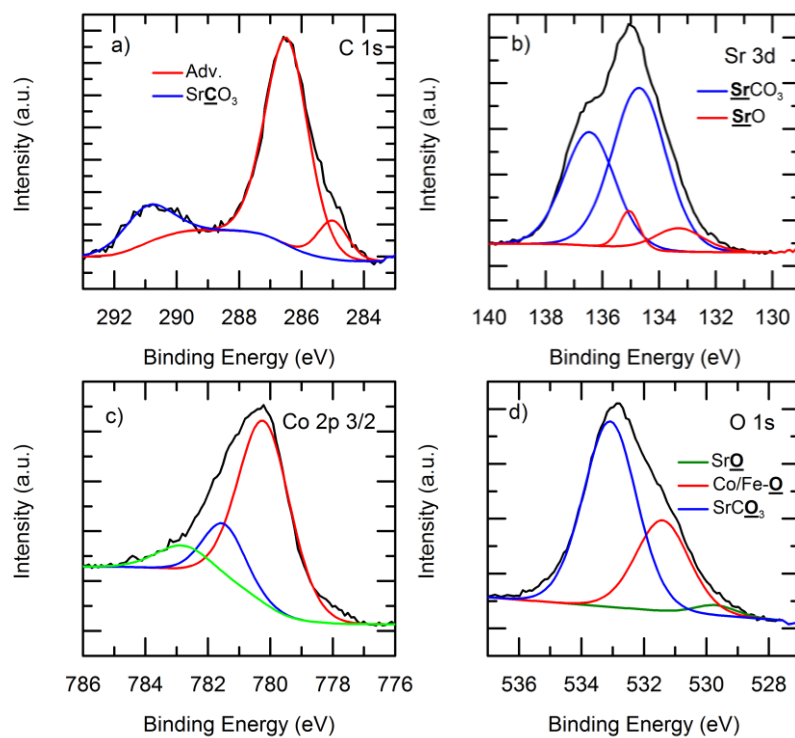 a)
C 1s
Adv.
SrCO₃
Intensity (a.u.)
292 290 288 286 284
Binding Energy (eV)
b)
Sr 3d
SrCO₃
SrO
Intensity (a.u.)
140 138 136 134 132 130
Binding Energy (eV)
c)
Co 2p 3/2
Intensity (a.u.)
786 784 782 780 778 776
Binding Energy (eV)
d)
O 1s
SrO
Co/Fe-O
SrCO₃
Intensity (a.u.)
536 534 532 530 528
Binding Energy (eV)